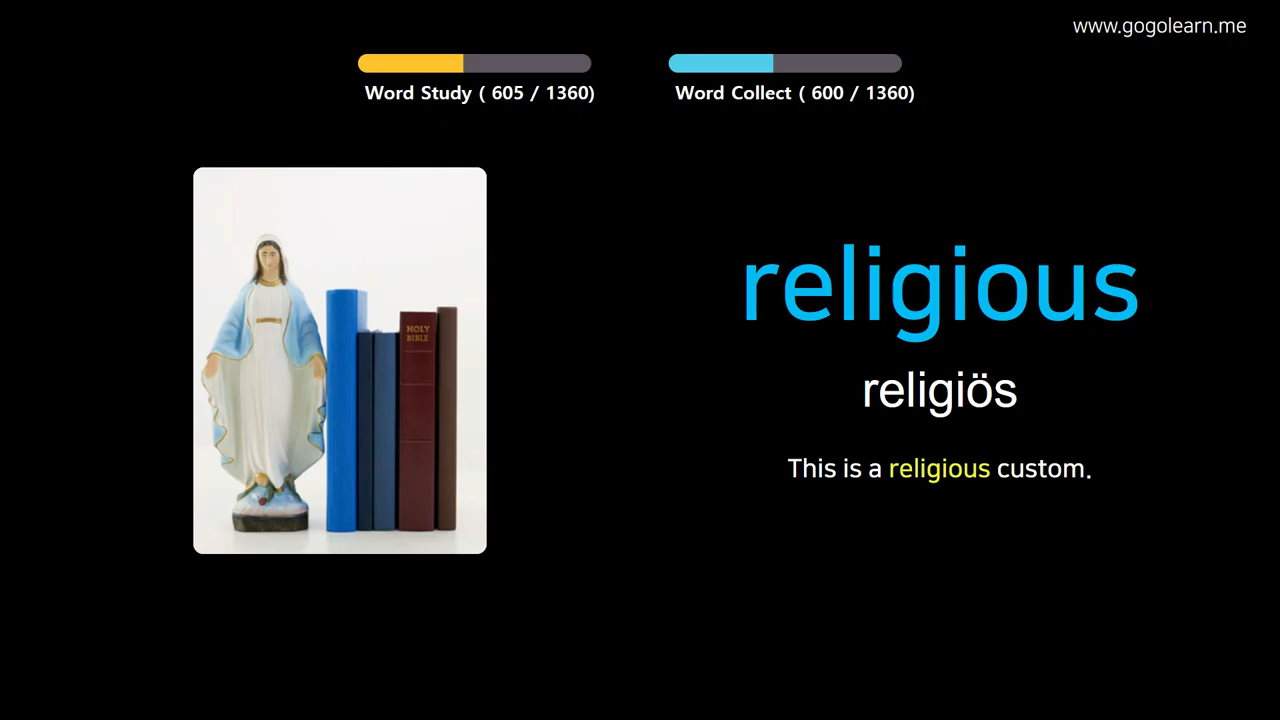 www.gogolearn.me
Word Study ( 605 / 1360)
Word Collect ( 600 / 1360)
HOLY
BIBLE
religious
religiös
This is a religious custom.